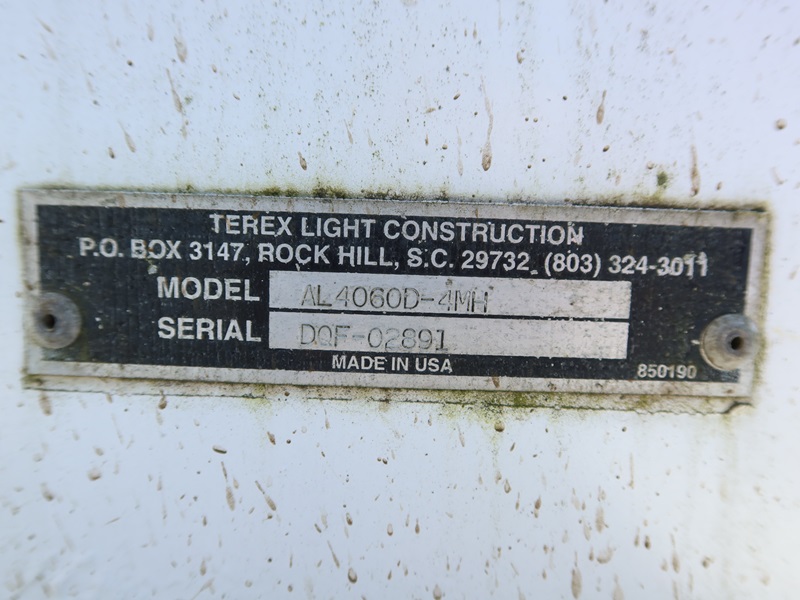 TEREX LIGHT CONSTRUCTION
P.O. BOX 3147, ROCK HILL, S.C. 29732 (803) 324-3011
MODEL AL4060D-4MH
SERIAL DQF-02891
MADE IN USA
850190